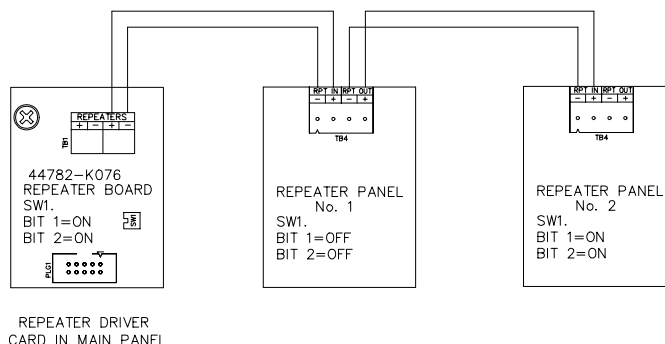 REPEATERS
+ - + -
TB1
44782-K076
REPEATER BOARD
SW1.
BIT 1=ON
BIT 2=ON
SW1
PLG1
REPEATER DRIVER
CARD IN MAIN PANEL
RPT IN RPT OUT
- + - +
TB4
REPEATER PANEL
No. 1
SW1.
BIT 1=OFF
BIT 2=OFF
RPT IN RPT OUT
- + - +
TB4
REPEATER PANEL
No. 2
SW1.
BIT 1=ON
BIT 2=ON